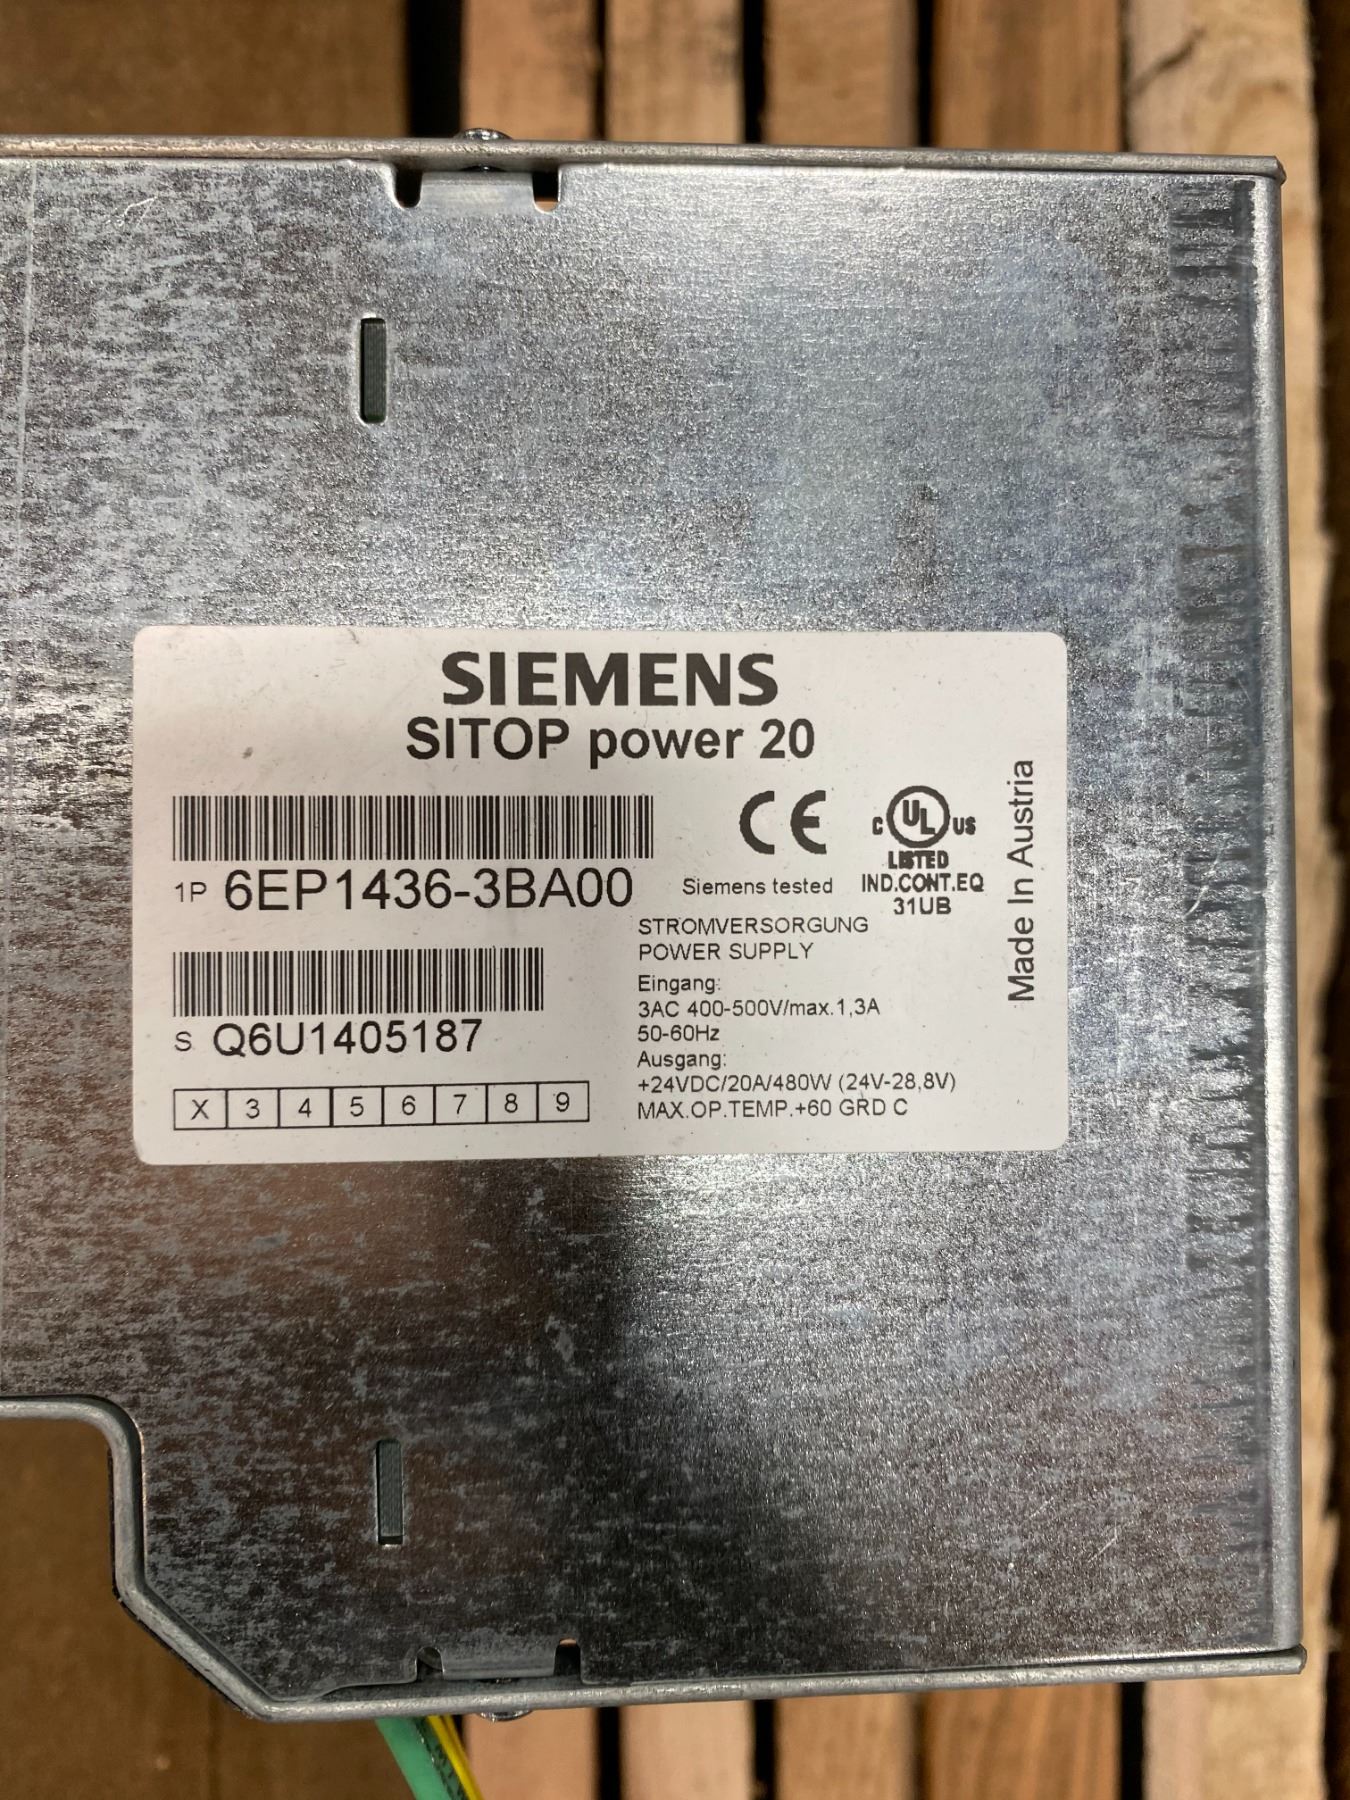 SIEMENS
SITOP power 20
1P 6EP1436-3BA00
S Q6U1405187
X 3 4 5 6 7 8 9
CE
Siemens tested
C UL US
LISTED
IND.CONT.EQ
31UB
STROMVERSORGUNG
POWER SUPPLY
Eingang:
3AC 400-500V/max.1,3A
50-60Hz
Ausgang:
+24VDC/20A/480W (24V-28,8V)
MAX.OP.TEMP.+60 GRD C
Made In Austria